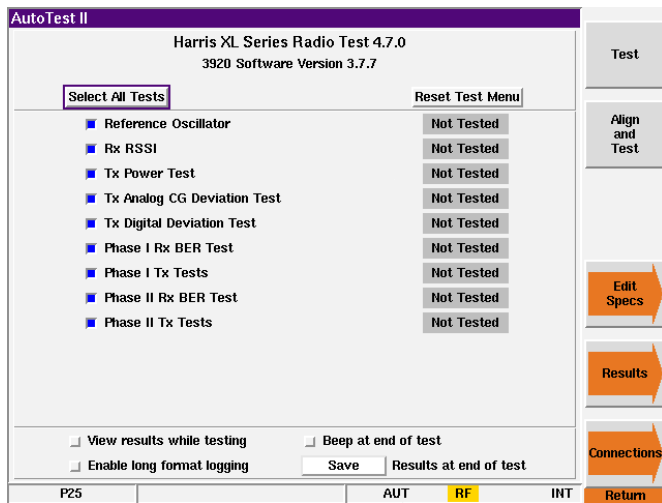 AutoTest II
Harris XL Series Radio Test 4.7.0
3920 Software Version 3.7.7
Select All Tests
Reset Test Menu
Reference Oscillator Not Tested
Rx RSSI Not Tested
Tx Power Test Not Tested
Tx Analog CG Deviation Test Not Tested
Tx Digital Deviation Test Not Tested
Phase I Rx BER Test Not Tested
Phase I Tx Tests Not Tested
Phase II Rx BER Test Not Tested
Phase II Tx Tests Not Tested
View results while testing
Beep at end of test
Enable long format logging
Save Results at end of test
P25 AUT RF INT
Test
Align
and
Test
Edit
Specs
Results
Connections
Return